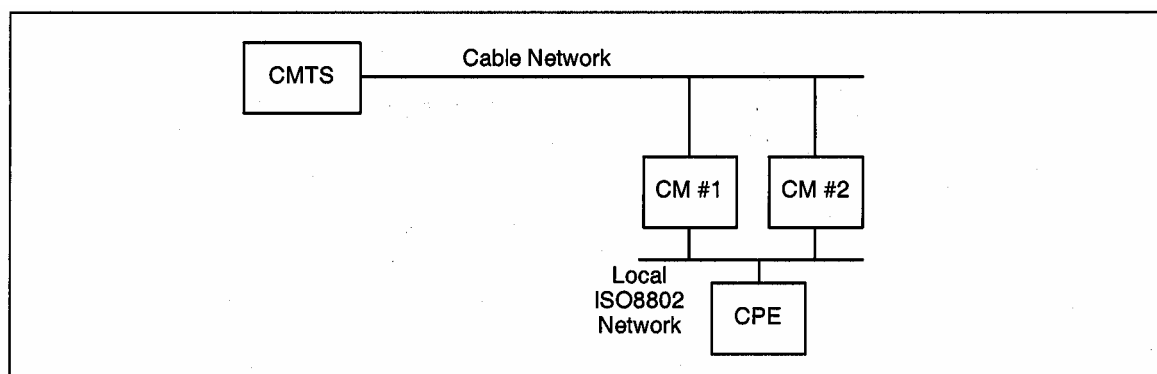 CMTS
Cable Network
CM #1
CM #2
Local
ISO8802
Network
CPE